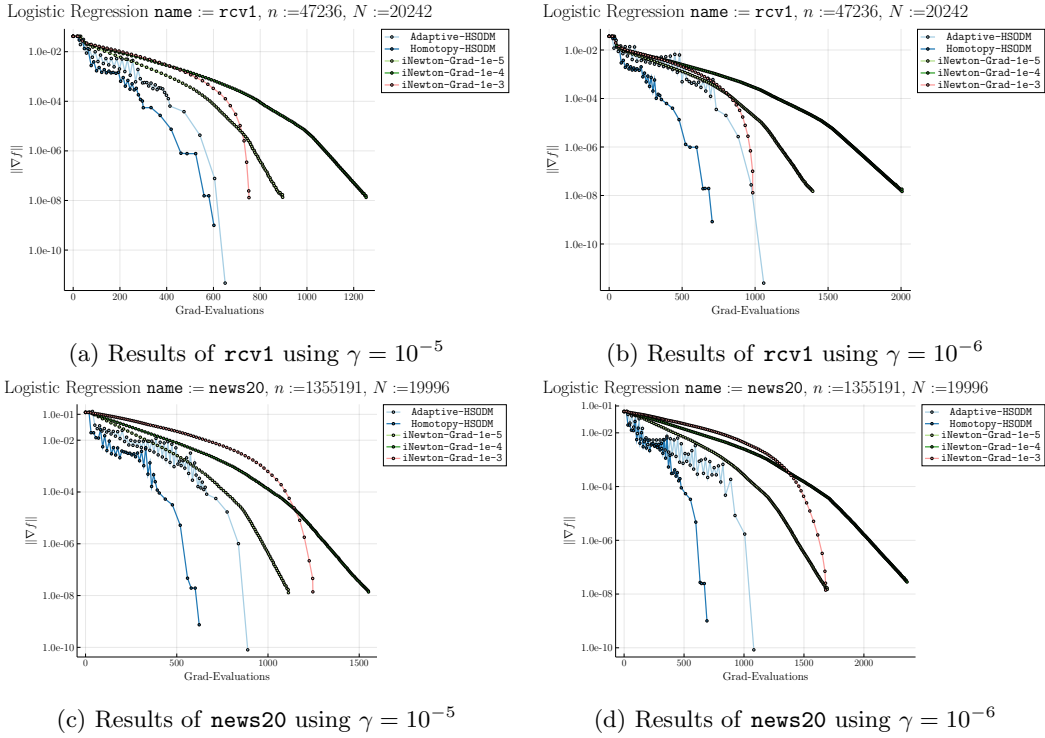 Logistic Regression name := rcv1, n :=47236, N :=20242
Adaptive-HSODM
Homotopy-HSODM
iNewton-Grad-1e-5
iNewton-Grad-1e-4
iNewton-Grad-1e-3
1.0e-02
1.0e-04
1.0e-06
1.0e-08
1.0e-10
‖∇f‖
0 200 400 600 800 1000 1200
Grad-Evaluations
(a) Results of rcv1 using γ = 10⁻⁵
Logistic Regression name := rcv1, n :=47236, N :=20242
Adaptive-HSODM
Homotopy-HSODM
iNewton-Grad-1e-5
iNewton-Grad-1e-4
iNewton-Grad-1e-3
1.0e-02
1.0e-04
1.0e-06
1.0e-08
1.0e-10
‖∇f‖
0 500 1000 1500 2000
Grad-Evaluations
(b) Results of rcv1 using γ = 10⁻⁶
Logistic Regression name := news20, n :=1355191, N :=19996
Adaptive-HSODM
Homotopy-HSODM
iNewton-Grad-1e-5
iNewton-Grad-1e-4
iNewton-Grad-1e-3
1.0e-01
1.0e-02
1.0e-04
1.0e-06
1.0e-08
1.0e-10
‖∇f‖
0 500 1000 1500
Grad-Evaluations
(c) Results of news20 using γ = 10⁻⁵
Logistic Regression name := news20, n :=1355191, N :=19996
Adaptive-HSODM
Homotopy-HSODM
iNewton-Grad-1e-5
iNewton-Grad-1e-4
iNewton-Grad-1e-3
1.0e-01
1.0e-02
1.0e-04
1.0e-06
1.0e-08
1.0e-10
‖∇f‖
0 500 1000 1500 2000
Grad-Evaluations
(d) Results of news20 using γ = 10⁻⁶